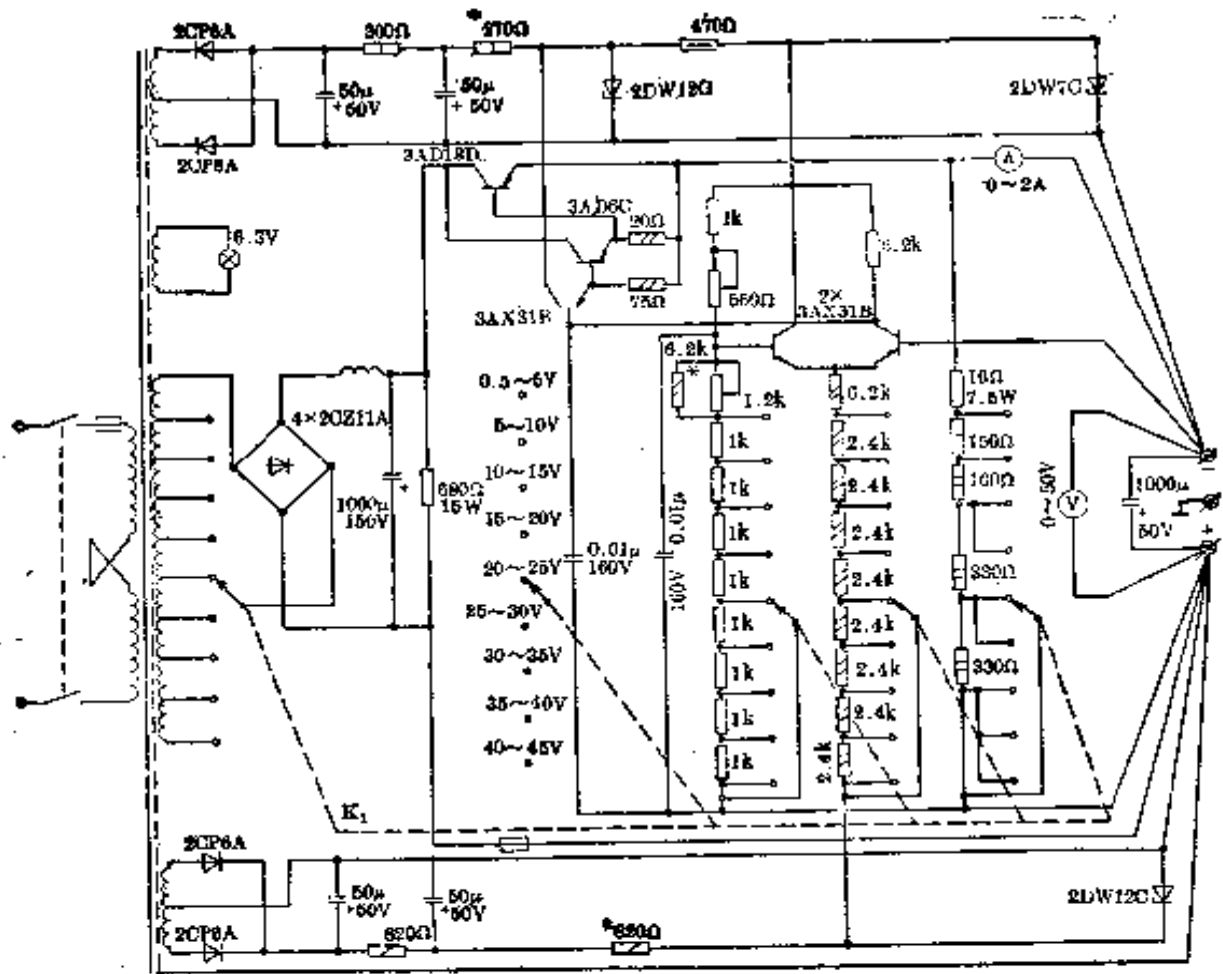 2CP6A
300Ω
*270Ω
470Ω
50μ
+50V
50μ
+50V
2DW12G
2DW7C
2CP6A
3AD18D
A
0~2A
3AD6C
20Ω
1k
6.2k
6.3V
75Ω
560Ω
3AX31B
2×
3AX31B
6.2k
*
1.2k
6.2k
10Ω
7.5W
0.5~5V
5~10V
10~15V
15~20V
20~25V
25~30V
30~35V
35~40V
40~45V
4×2CZ11A
1000μ
150V
680Ω
15W
0.01μ
160V
0.01μ
160V
1k
1k
1k
1k
1k
1k
1k
1k
2.4k
2.4k
2.4k
2.4k
2.4k
2.4k
2.4k
2.4k
150Ω
160Ω
330Ω
330Ω
0~50V
V
1000μ
+
50V
−
+
K₁
2CP6A
50μ
+50V
50μ
+50V
2DW12C
2CP6A
620Ω
*620Ω